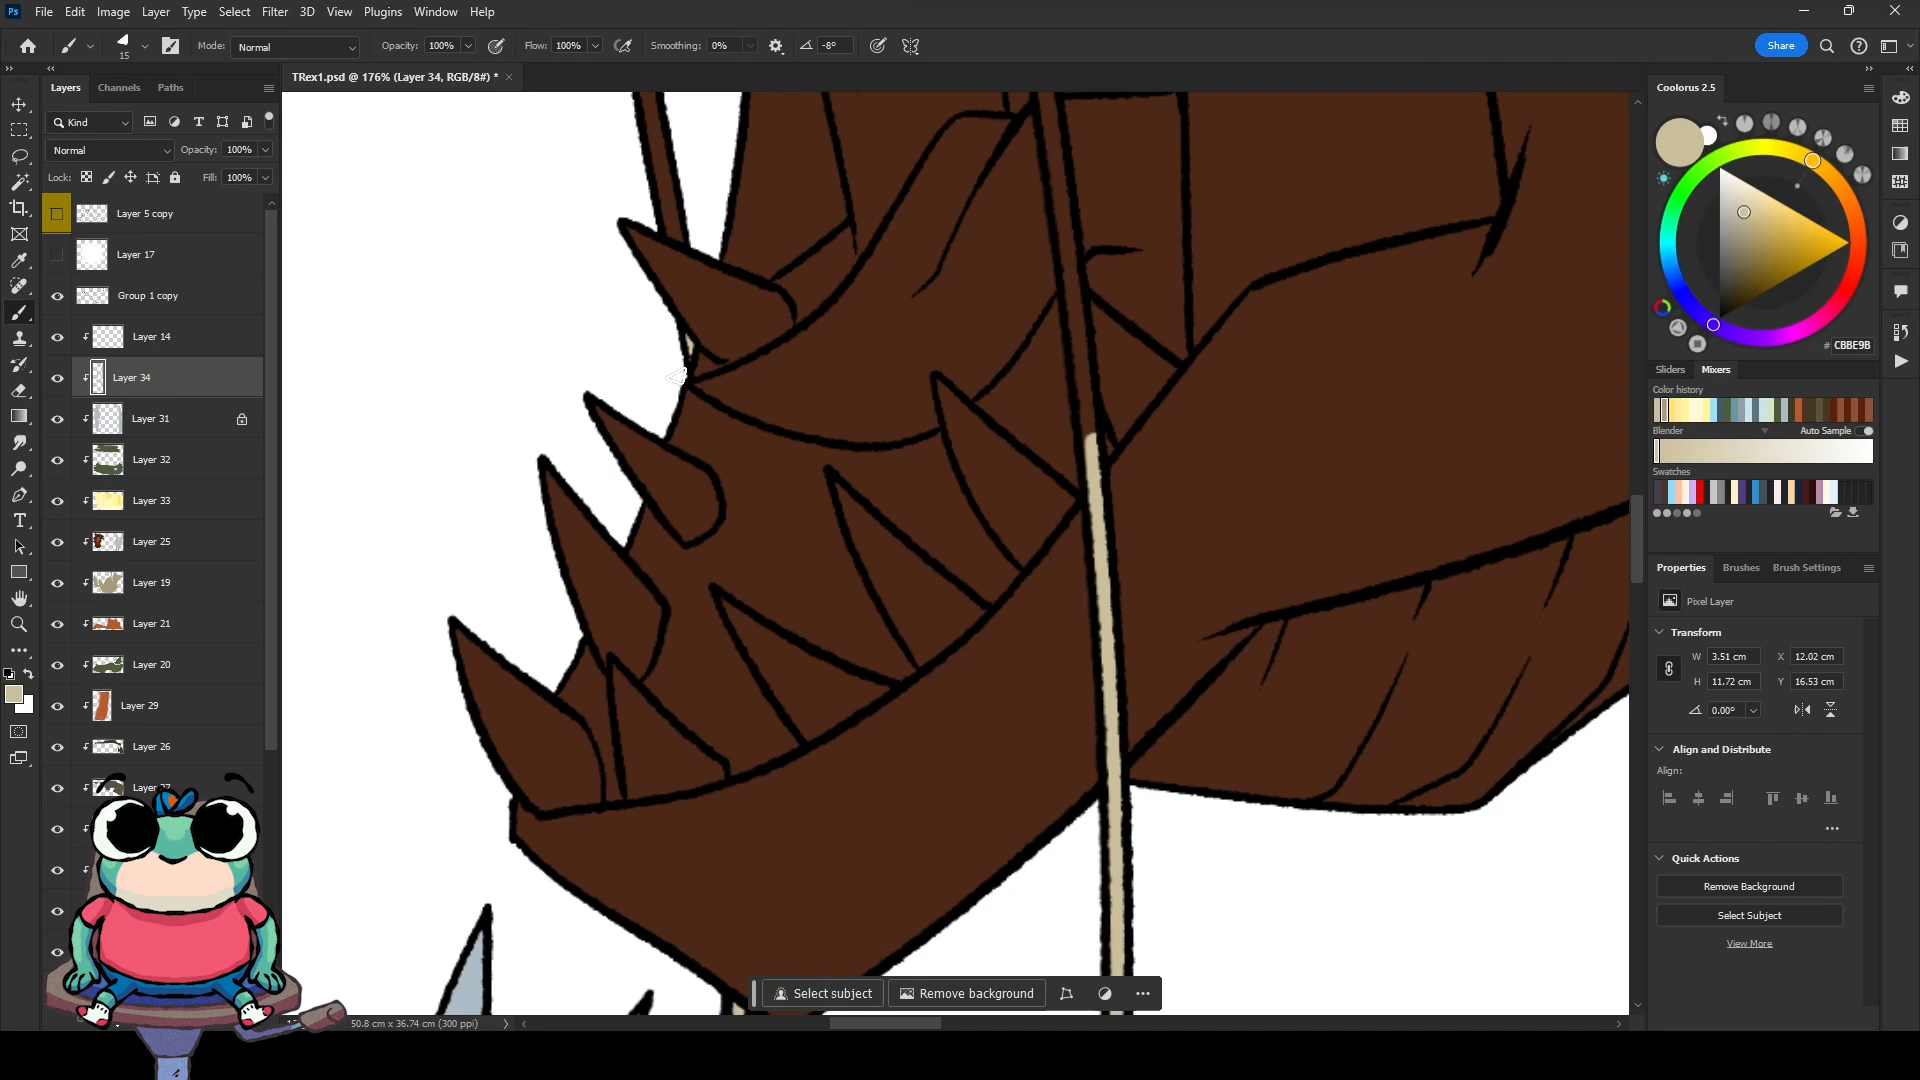 Ps File Edit Image Layer Type Select Filter 3D View Plugins Window Help
15 Mode: Normal Opacity: 100% Flow: 100% Smoothing: 0% -8° Share
Layers Channels Paths TRex1.psd @ 176% (Layer 34, RGB/8#) * Coolorus 2.5
Kind
Normal Opacity: 100%
Lock: Fill: 100%
Layer 5 copy
Layer 17
Group 1 copy
Layer 14
# CBBE9B
Layer 34
Sliders Mixers
Color history
Layer 31
Blender Auto Sample
Layer 32
Swatches
Layer 33
Layer 25
Properties Brushes Brush Settings
Layer 19
Pixel Layer
Layer 21
Transform
W 3.51 cm X 12.02 cm
Layer 20
H 11.72 cm Y 16.53 cm
Layer 29
0.00°
Layer 26
Align and Distribute
Align:
Quick Actions
Remove Background
Select Subject
View More
Select subject Remove background
50.8 cm x 36.74 cm (300 ppi)